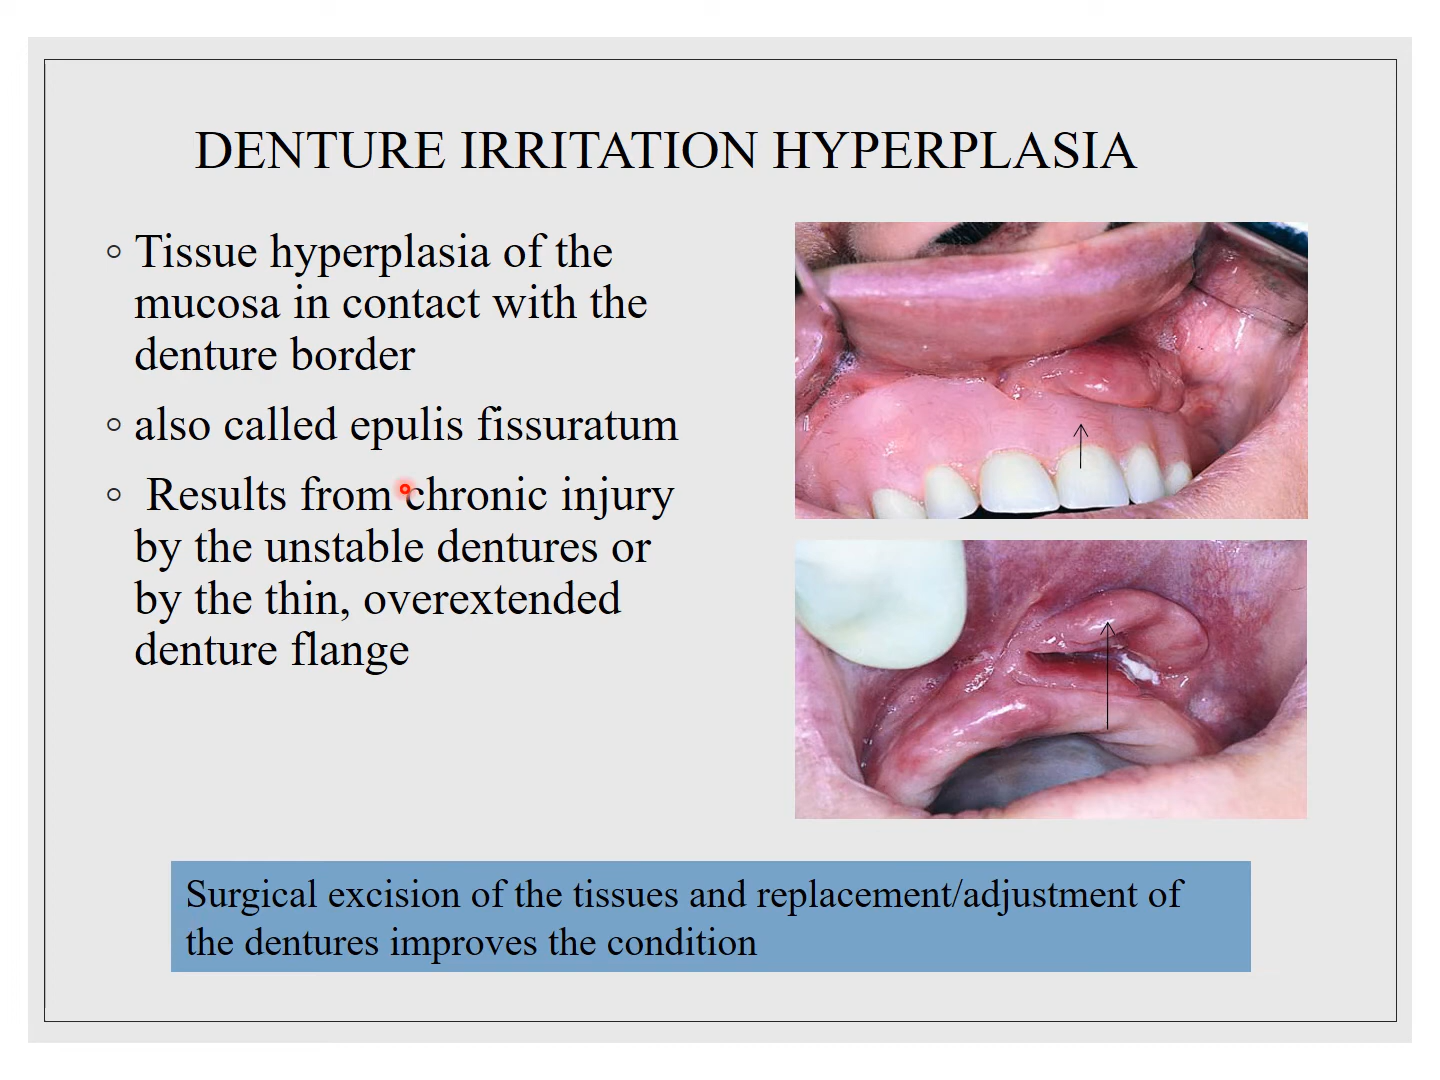 DENTURE IRRITATION HYPERPLASIA
◦ Tissue hyperplasia of the
mucosa in contact with the
denture border
◦ also called epulis fissuratum
◦ Results from chronic injury
by the unstable dentures or
by the thin, overextended
denture flange
Surgical excision of the tissues and replacement/adjustment of
the dentures improves the condition